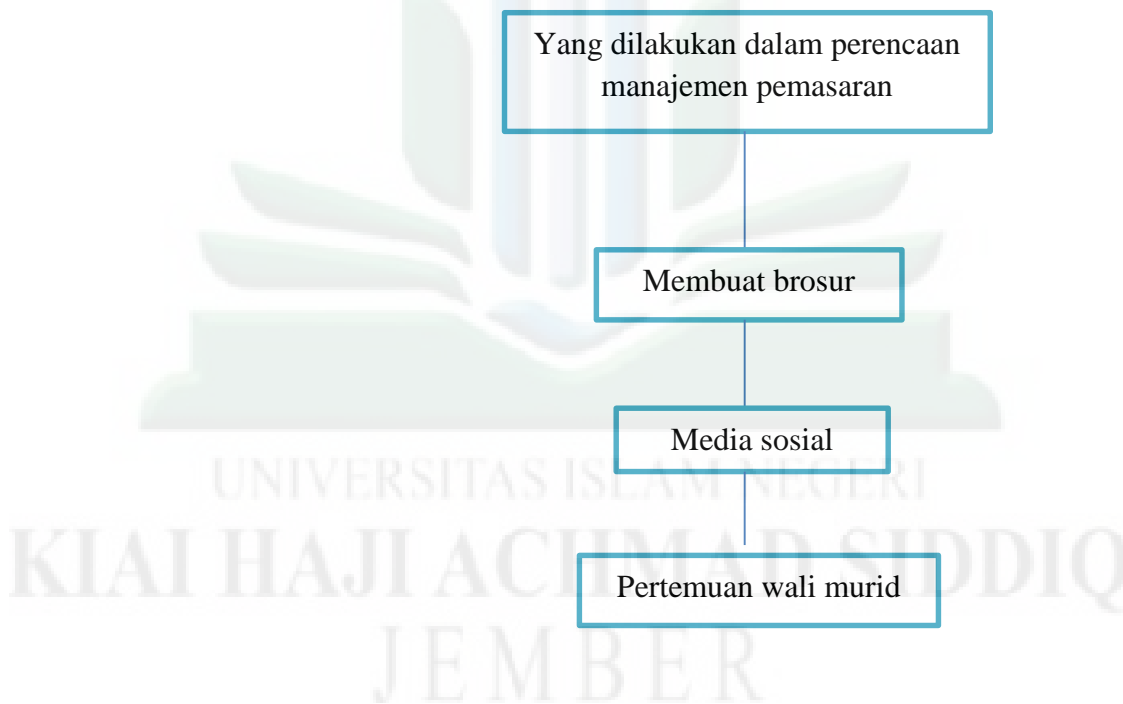 Yang dilakukan dalam perencaan
manajemen pemasaran
Membuat brosur
Media sosial
UNIVERSITAS ISLAM NEGERI
Pertemuan wali murid
KIAI HAJI ACHMAD SIDDIQ
JEMBER